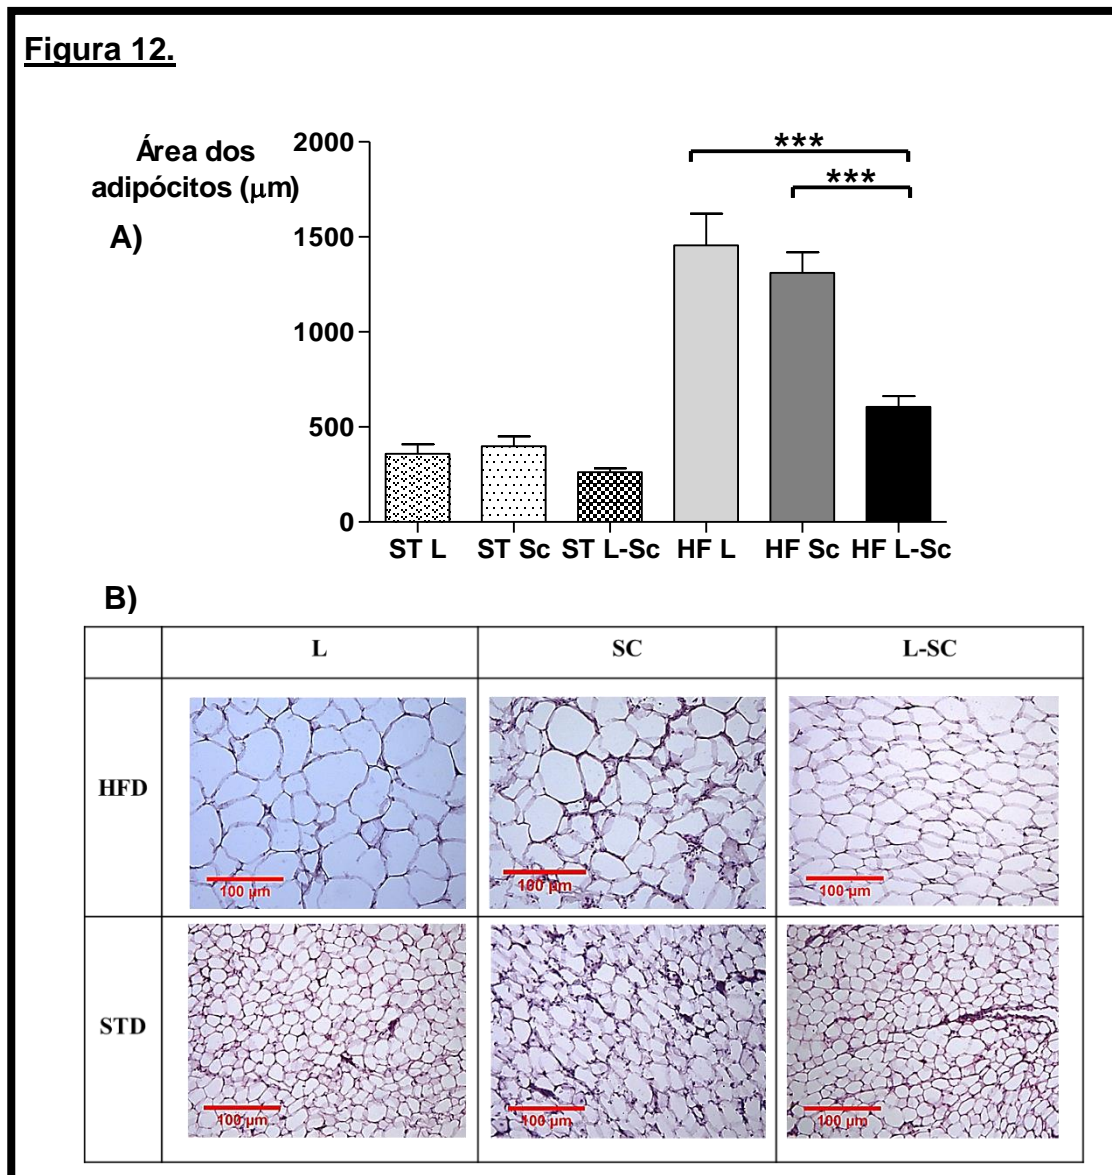 Figura 12.
Área dos
adipócitos (μm)
A)
2000
1500
1000
500
0
***
***
ST L ST Sc ST L-Sc HF L HF Sc HF L-Sc
B)
L SC L-SC
HFD
100 μm 100 μm 100 μm
STD
100 μm 100 μm 100 μm